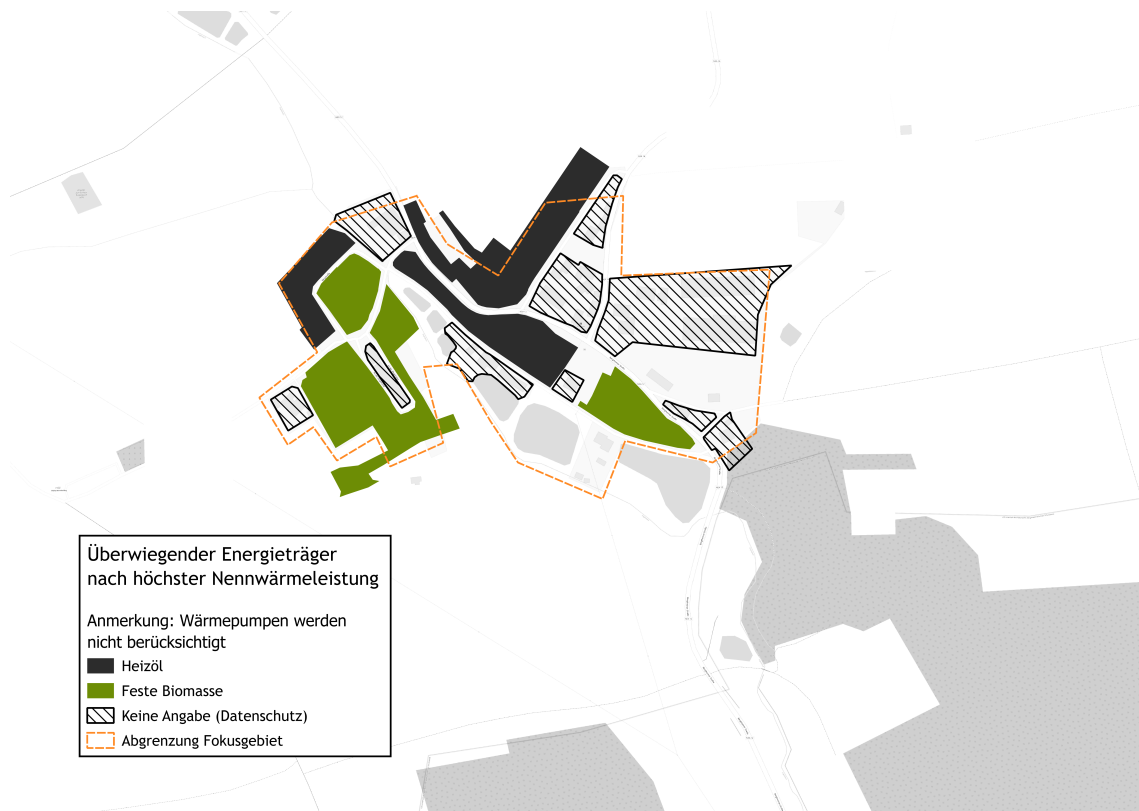 Überwiegender Energieträger
nach höchster Nennwärmeleistung
Anmerkung: Wärmepumpen werden
nicht berücksichtigt
Heizöl
Feste Biomasse
Keine Angabe (Datenschutz)
Abgrenzung Fokusgebiet